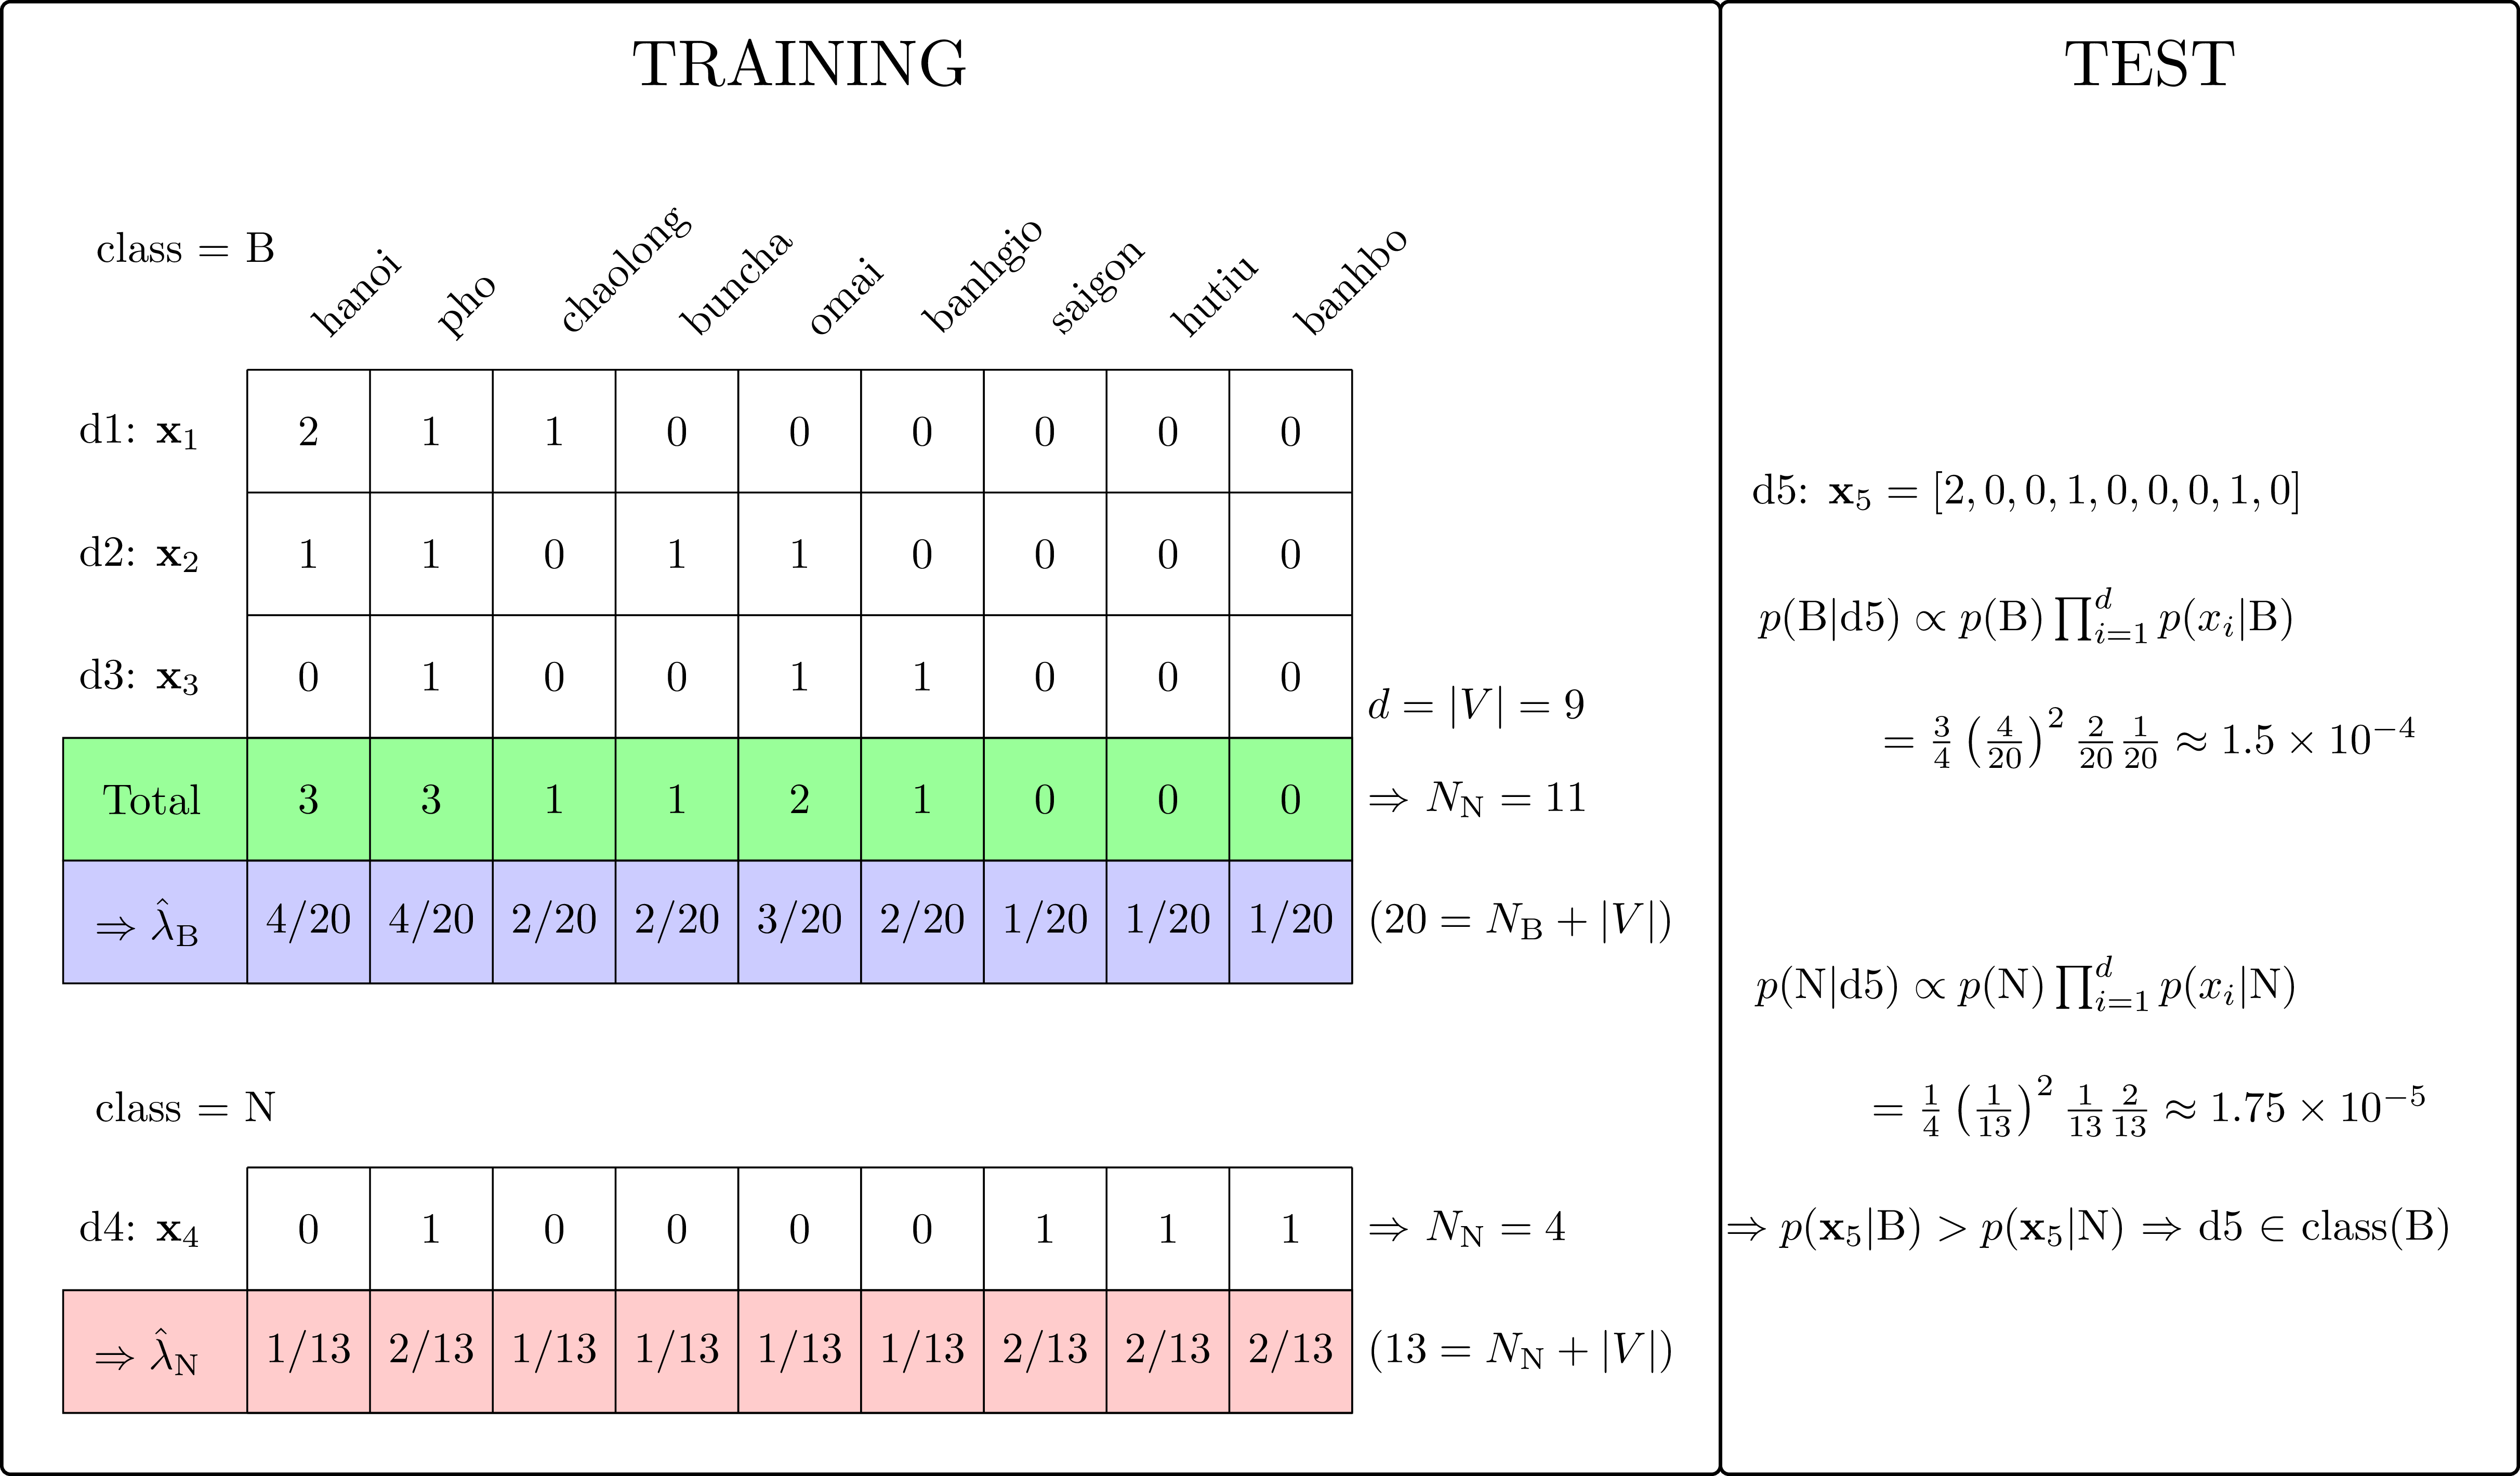 TRAINING
class = B
hanoi pho chaolong buncha omai banhgio saigon hutiu banhbo
d1: x₁ 2 1 1 0 0 0 0 0 0
d2: x₂ 1 1 0 1 1 0 0 0 0
d3: x₃ 0 1 0 0 1 1 0 0 0
d = |V| = 9
Total 3 3 1 1 2 1 0 0 0 ⇒ N_N = 11
⇒ λ̂_B 4/20 4/20 2/20 2/20 3/20 2/20 1/20 1/20 1/20 (20 = N_B + |V|)
class = N
d4: x₄ 0 1 0 0 0 0 1 1 1 ⇒ N_N = 4
⇒ λ̂_N 1/13 2/13 1/13 1/13 1/13 1/13 2/13 2/13 2/13 (13 = N_N + |V|)
TEST
d5: x₅ = [2, 0, 0, 1, 0, 0, 0, 1, 0]
p(B|d5) ∝ p(B) ∏_{i=1}^{d} p(x_i|B)
= 3/4 (4/20)² 2/20 1/20 ≈ 1.5 × 10⁻⁴
p(N|d5) ∝ p(N) ∏_{i=1}^{d} p(x_i|N)
= 1/4 (1/13)² 1/13 2/13 ≈ 1.75 × 10⁻⁵
⇒ p(x₅|B) > p(x₅|N) ⇒ d5 ∈ class(B)